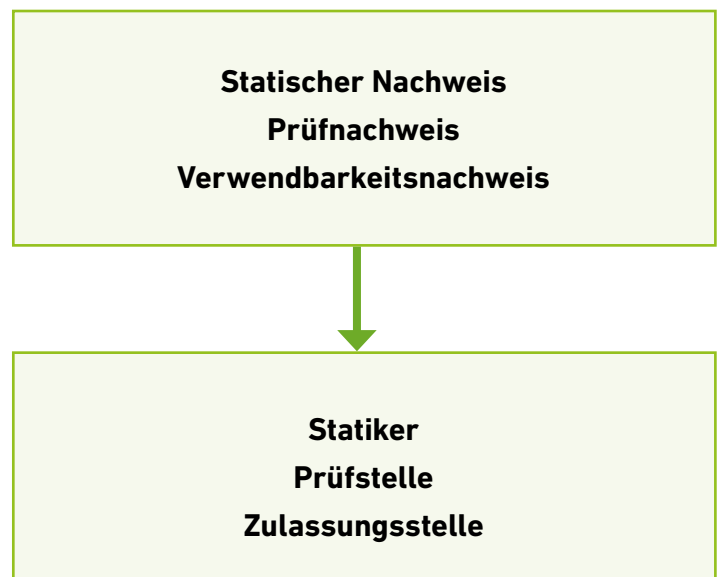 Statischer Nachweis
Prüfnachweis
Verwendbarkeitsnachweis
Statiker
Prüfstelle
Zulassungsstelle